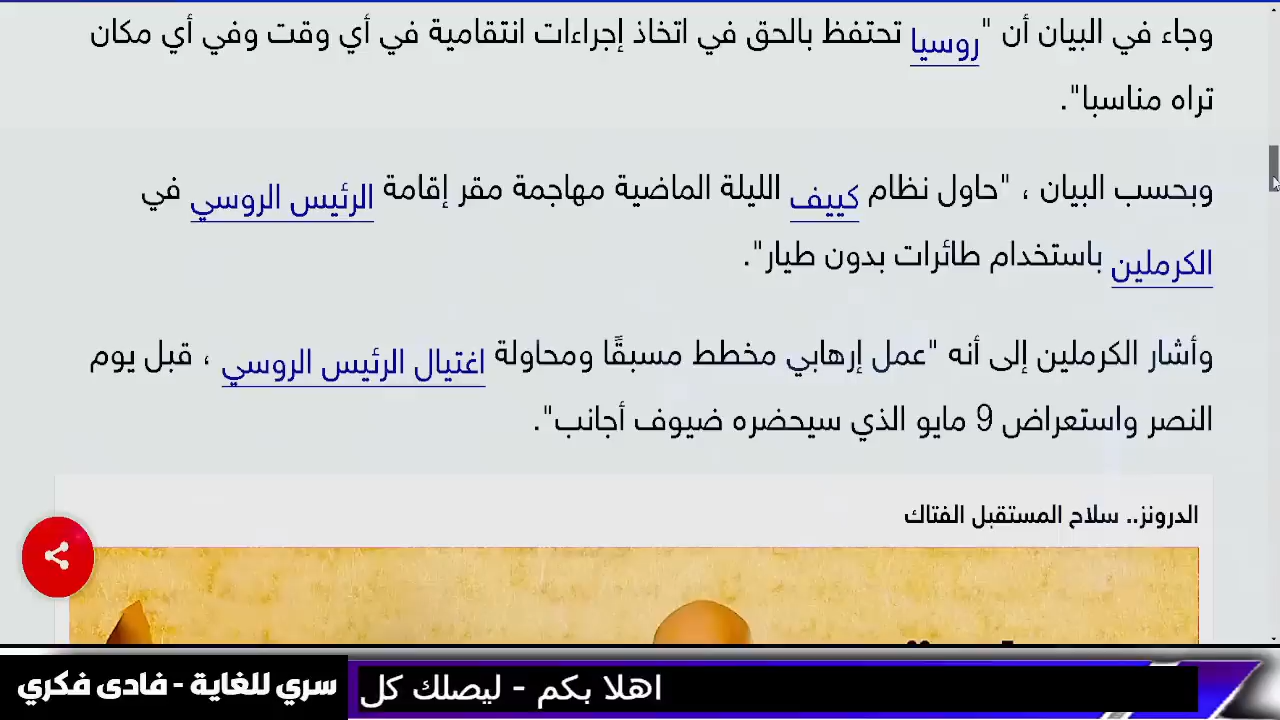 وجاء في البيان أن "روسيا تحتفظ بالحق في اتخاذ إجراءات انتقامية في أي وقت وفي أي مكان
تراه مناسبا".
وبحسب البيان ، "حاول نظام كييف الليلة الماضية مهاجمة مقر إقامة الرئيس الروسي في
الكرملين باستخدام طائرات بدون طيار".
وأشار الكرملين إلى أنه "عمل إرهابي مخطط مسبقًا ومحاولة اغتيال الرئيس الروسي ، قبل يوم
النصر واستعراض 9 مايو الذي سيحضره ضيوف أجانب".
الدرونز.. سلاح المستقبل الفتاك
اهلا بكم - ليصلك كل
سري للغاية - فادى فكري